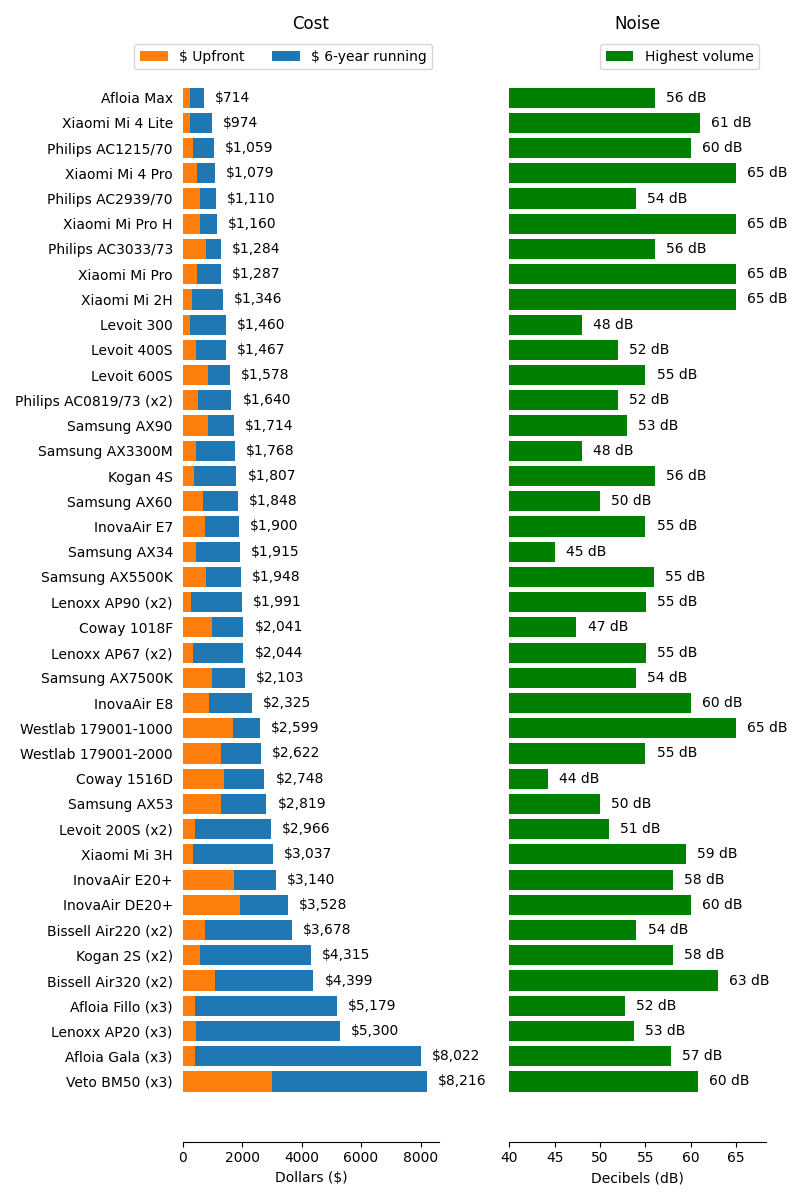 Cost Noise
$ Upfront $ 6-year running Highest volume
Afloia Max $714 56 dB
Xiaomi Mi 4 Lite $974 61 dB
Philips AC1215/70 $1,059 60 dB
Xiaomi Mi 4 Pro $1,079 65 dB
Philips AC2939/70 $1,110 54 dB
Xiaomi Mi Pro H $1,160 65 dB
Philips AC3033/73 $1,284 56 dB
Xiaomi Mi Pro $1,287 65 dB
Xiaomi Mi 2H $1,346 65 dB
Levoit 300 $1,460 48 dB
Levoit 400S $1,467 52 dB
Levoit 600S $1,578 55 dB
Philips AC0819/73 (x2) $1,640 52 dB
Samsung AX90 $1,714 53 dB
Samsung AX3300M $1,768 48 dB
Kogan 4S $1,807 56 dB
Samsung AX60 $1,848 50 dB
InovaAir E7 $1,900 55 dB
Samsung AX34 $1,915 45 dB
Samsung AX5500K $1,948 55 dB
Lenoxx AP90 (x2) $1,991 55 dB
Coway 1018F $2,041 47 dB
Lenoxx AP67 (x2) $2,044 55 dB
Samsung AX7500K $2,103 54 dB
InovaAir E8 $2,325 60 dB
Westlab 179001-1000 $2,599 65 dB
Westlab 179001-2000 $2,622 55 dB
Coway 1516D $2,748 44 dB
Samsung AX53 $2,819 50 dB
Levoit 200S (x2) $2,966 51 dB
Xiaomi Mi 3H $3,037 59 dB
InovaAir E20+ $3,140 58 dB
InovaAir DE20+ $3,528 60 dB
Bissell Air220 (x2) $3,678 54 dB
Kogan 2S (x2) $4,315 58 dB
Bissell Air320 (x2) $4,399 63 dB
Afloia Fillo (x3) $5,179 52 dB
Lenoxx AP20 (x3) $5,300 53 dB
Afloia Gala (x3) $8,022 57 dB
Veto BM50 (x3) $8,216 60 dB
0 2000 4000 6000 8000 40 45 50 55 60 65
Dollars ($) Decibels (dB)